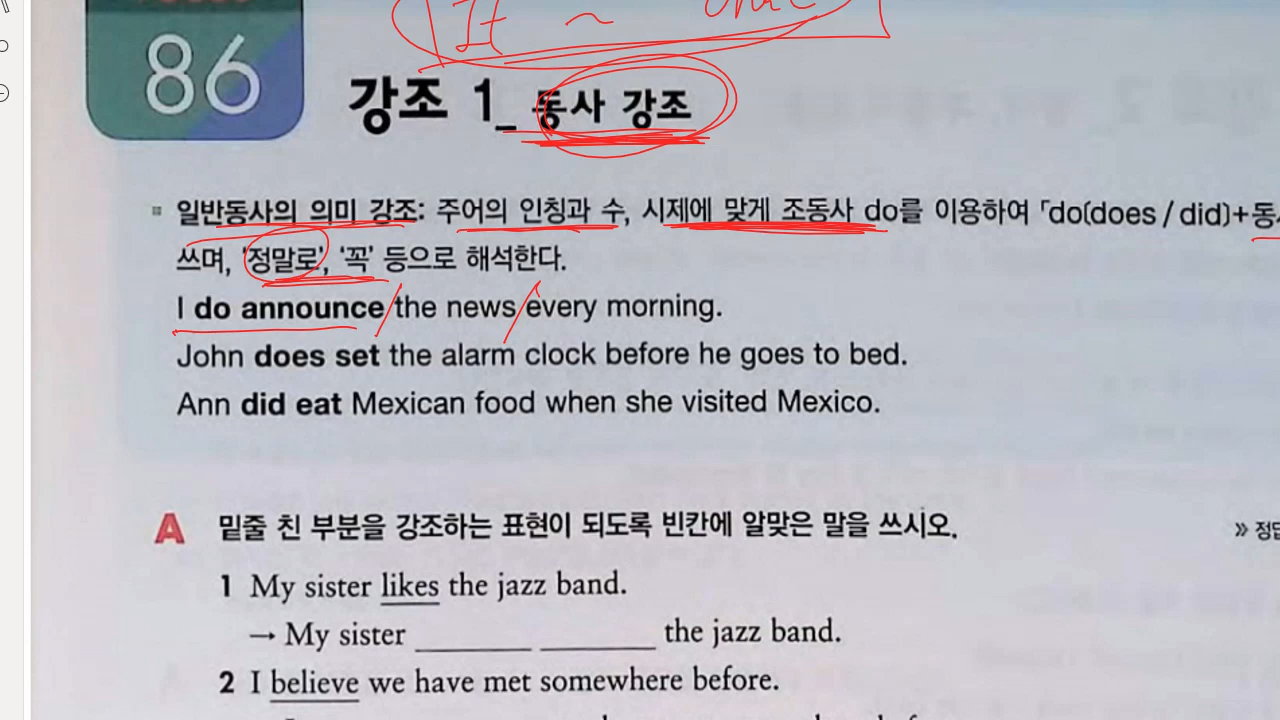 It ~
86
강조 1_ 동사 강조
일반동사의 의미 강조: 주어의 인칭과 수, 시제에 맞게 조동사 do를 이용하여 「do(does / did)+동
쓰며, ‘정말로’, ‘꼭’ 등으로 해석한다.
I do announce the news every morning.
John does set the alarm clock before he goes to bed.
Ann did eat Mexican food when she visited Mexico.
A 밑줄 친 부분을 강조하는 표현이 되도록 빈칸에 알맞은 말을 쓰시오.
» 정답
1 My sister likes the jazz band.
→ My sister ________ ________ the jazz band.
2 I believe we have met somewhere before.